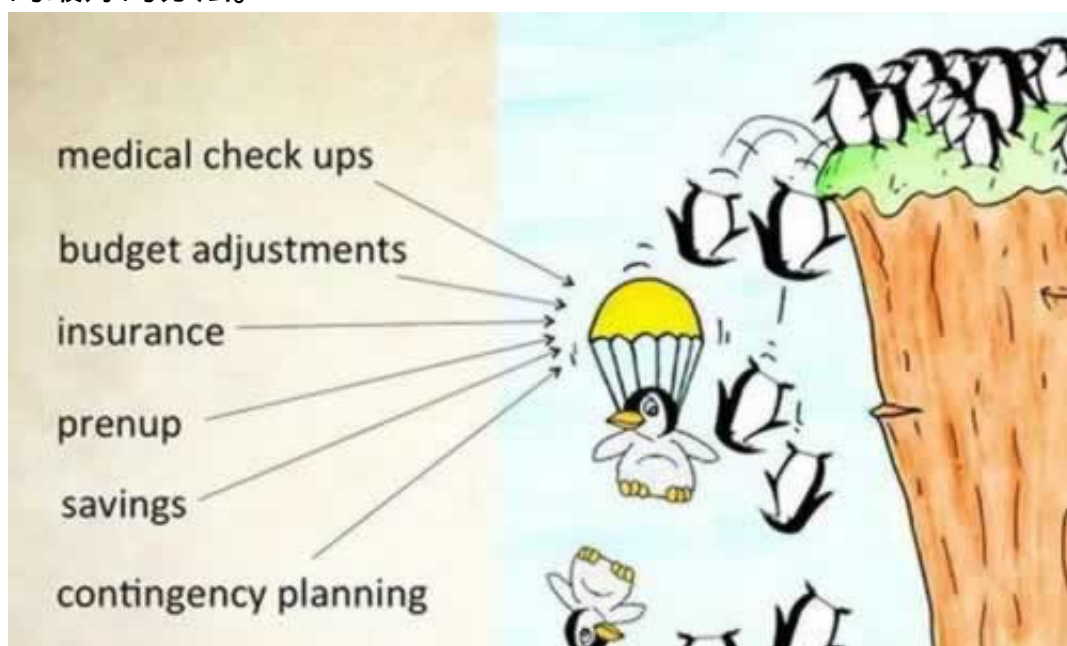 medical check ups
budget adjustments
insurance
prenup
savings
contingency planning